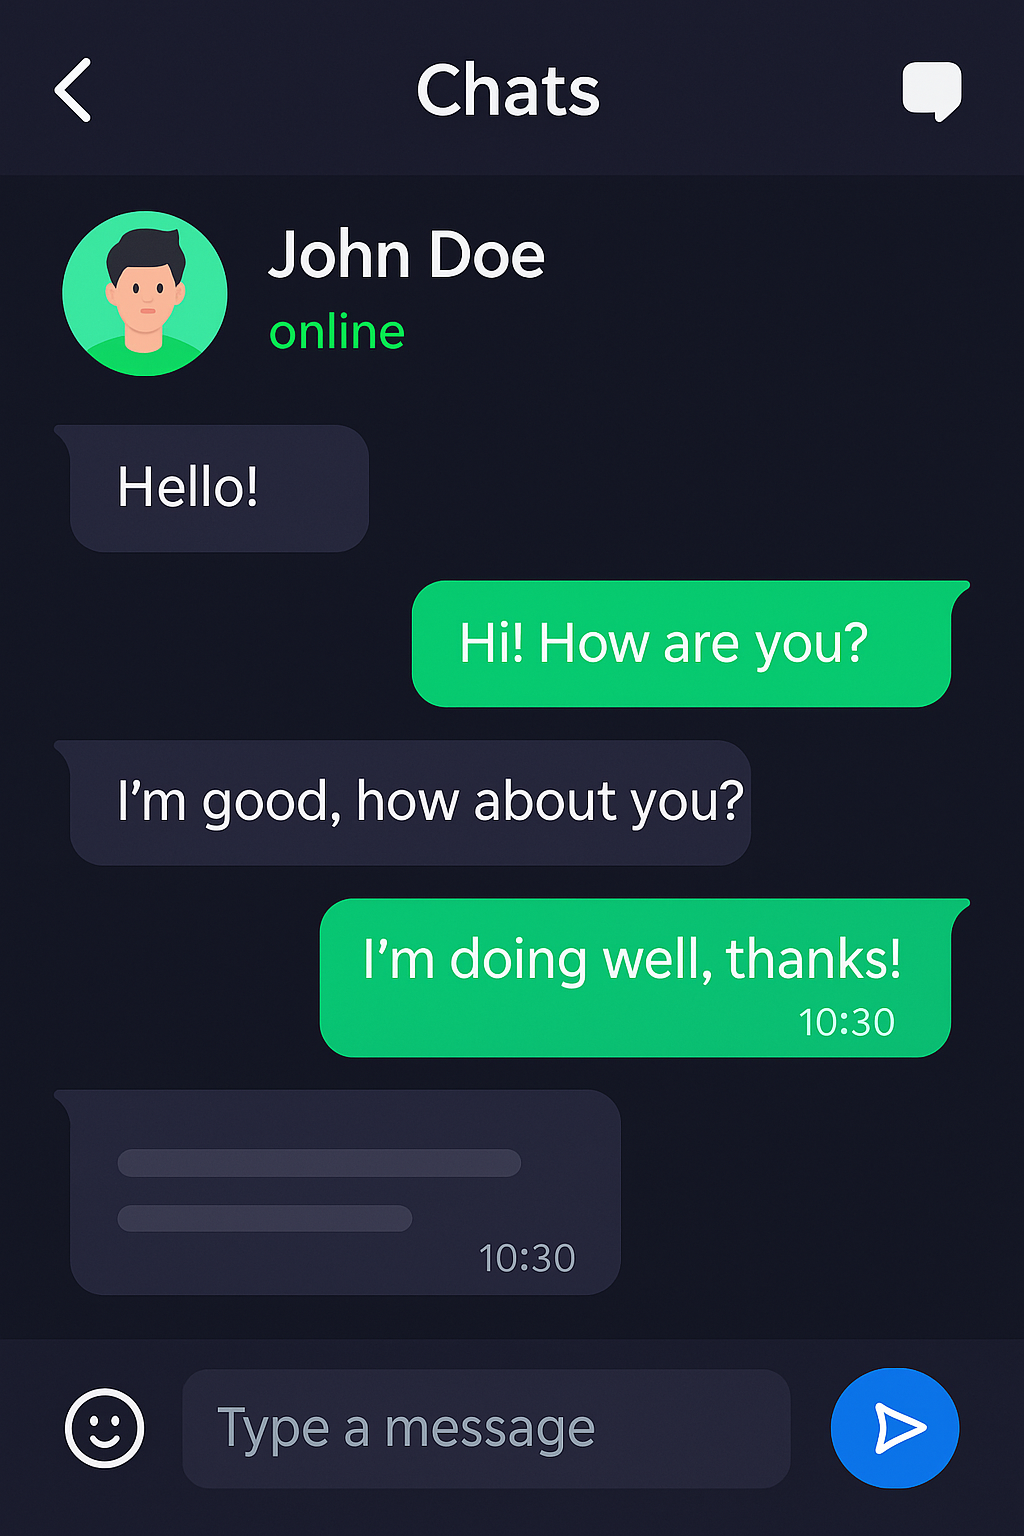 Chats
John Doe
online
Hello!
Hi! How are you?
I'm good, how about you?
I'm doing well, thanks!
10:30
10:30
Type a message